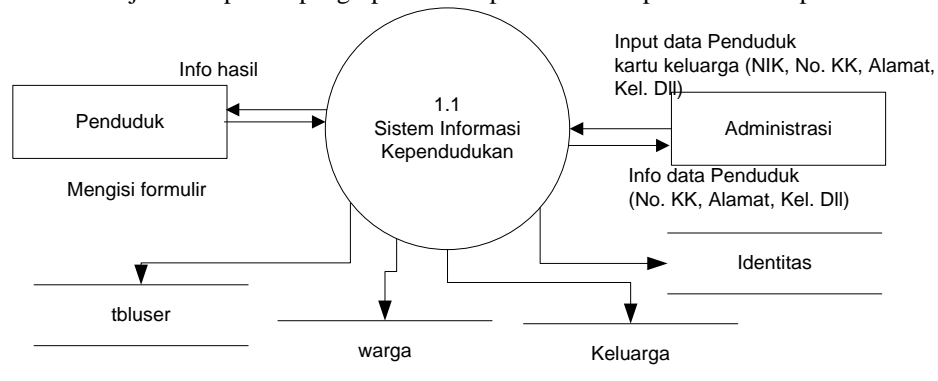 Info hasil
Penduduk
Mengisi formulir
1.1
Sistem Informasi
Kependudukan
Input data Penduduk
kartu keluarga (NIK, No. KK, Alamat,
Kel. Dll)
Administrasi
Info data Penduduk
(No. KK, Alamat, Kel. Dll)
Identitas
tbluser
warga
Keluarga